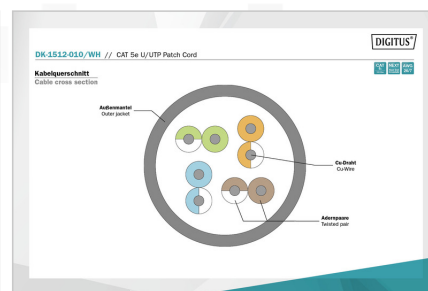 DIGITUS®
DK-1512-010/WH // CAT 5e U/UTP Patch Cord
Kabelquerschnitt
Cable cross section
Außenmantel
Outer jacket
Cu-Draht
Cu-Wire
Adernpaare
Twisted pair